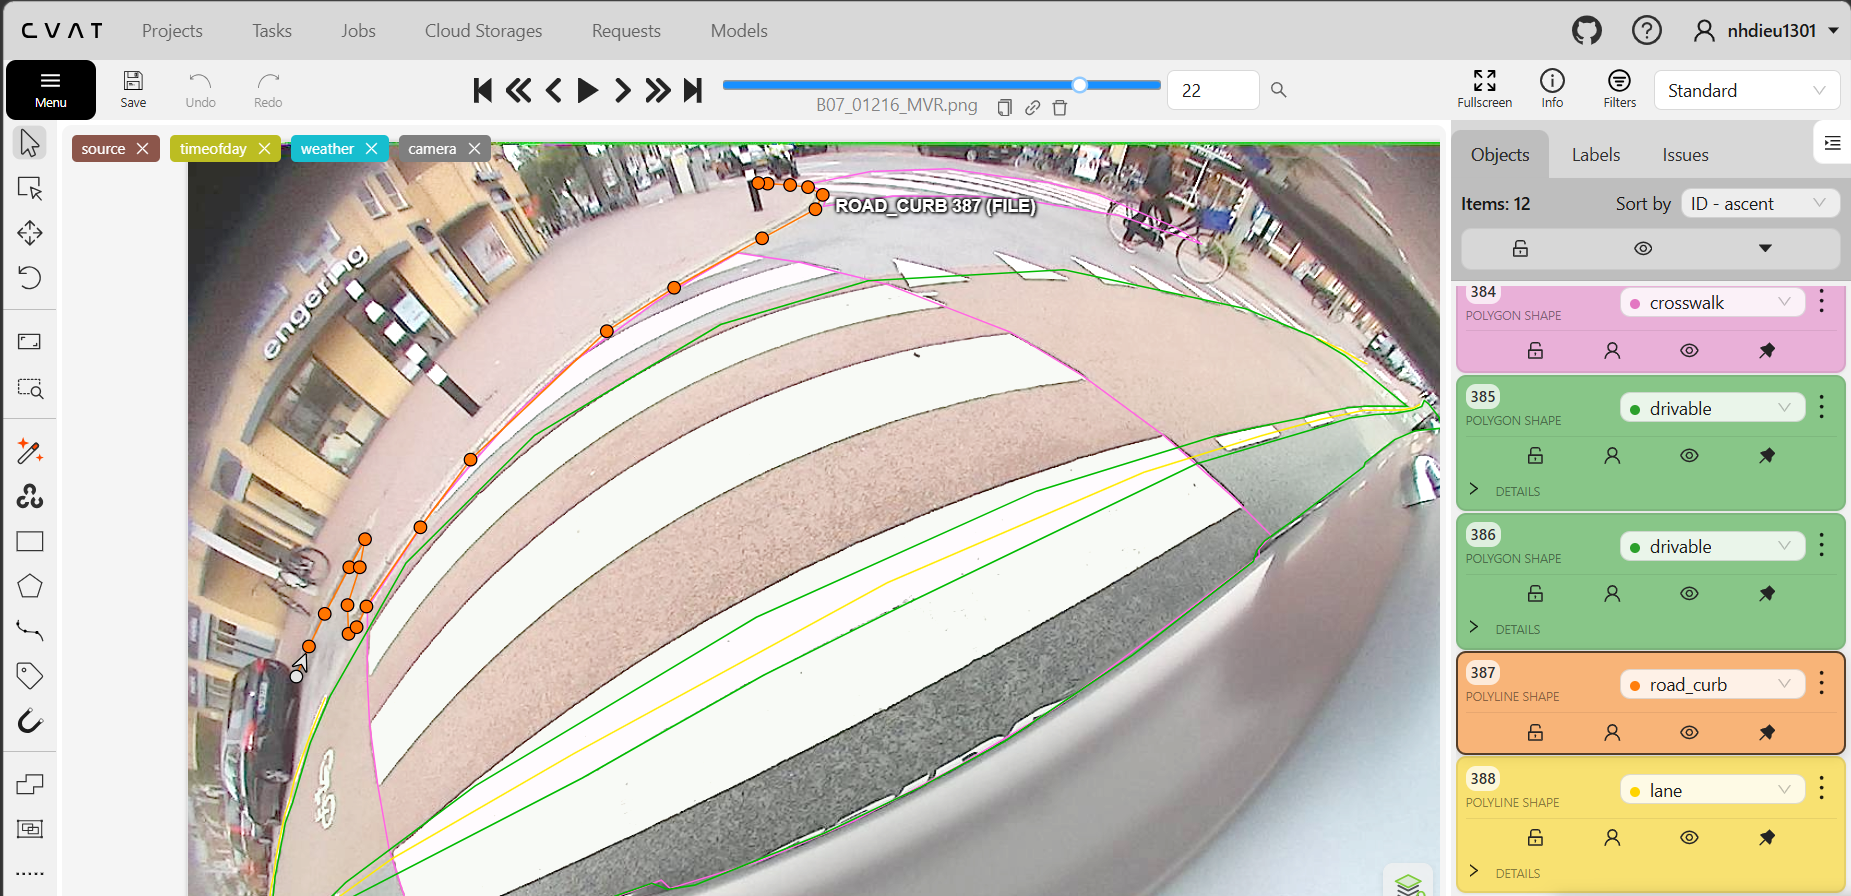 CVAT
Projects
Tasks
Jobs
Cloud Storages
Requests
Models
nhdieu1301
Menu
Save
Undo
Redo
B07_01216_MVR.png
22
Fullscreen
Info
Filters
Standard
source
timeofday
weather
camera
Objects
Labels
Issues
Items: 12
Sort by
ID - ascent
ROAD_CURB 387 (FILE)
engering
384
POLYGON SHAPE
crosswalk
385
POLYGON SHAPE
drivable
DETAILS
386
POLYGON SHAPE
drivable
DETAILS
387
POLYLINE SHAPE
road_curb
388
POLYLINE SHAPE
lane
DETAILS